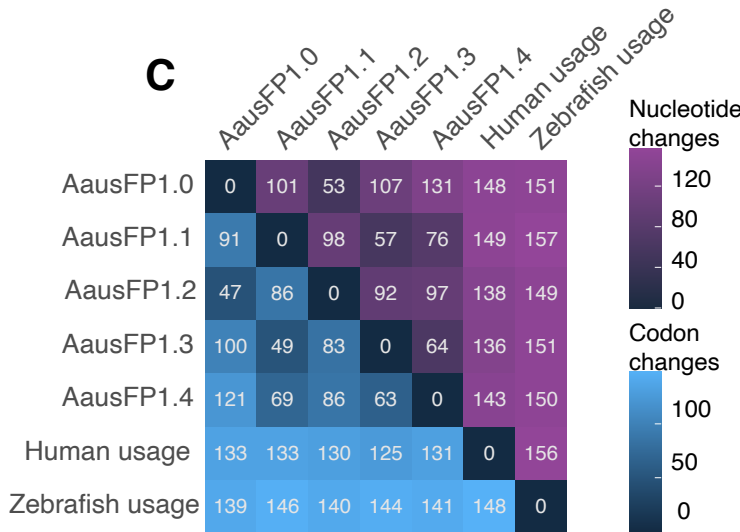 C
AausFP1.0 AausFP1.1 AausFP1.2 AausFP1.3 AausFP1.4 Human usage Zebrafish usage
AausFP1.0 0 101 53 107 131 148 151
AausFP1.1 91 0 98 57 76 149 157
AausFP1.2 47 86 0 92 97 138 149
AausFP1.3 100 49 83 0 64 136 151
AausFP1.4 121 69 86 63 0 143 150
Human usage 133 133 130 125 131 0 156
Zebrafish usage 139 146 140 144 141 148 0
Nucleotide
changes
120
80
40
0
Codon
changes
100
50
0